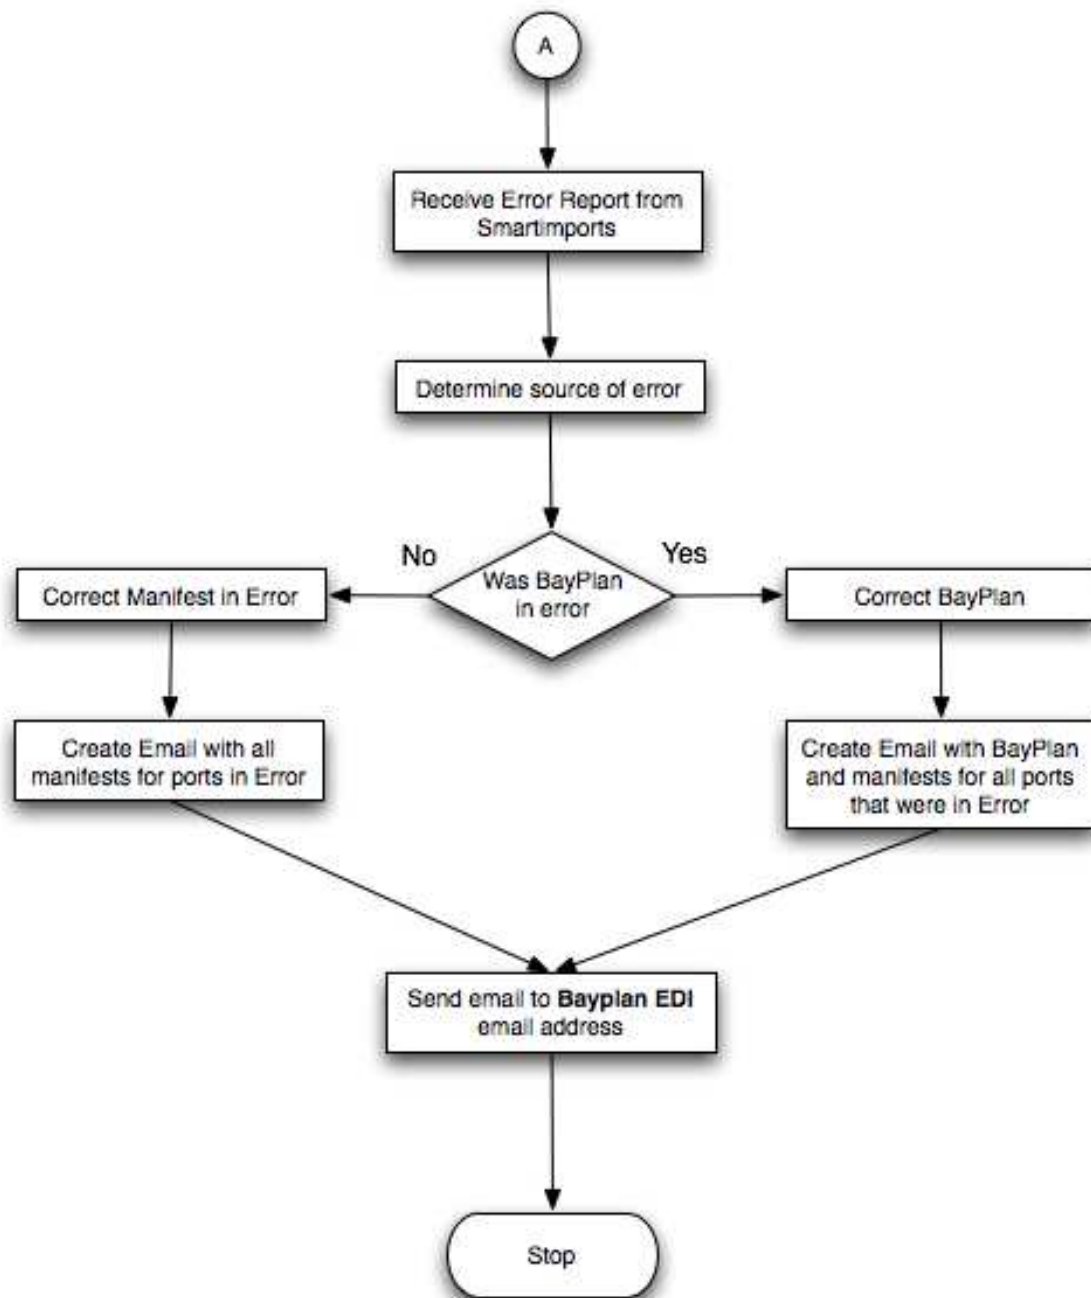 A
Receive Error Report from
Smartimports
Determine source of error
Was BayPlan
in error
No
Yes
Correct Manifest in Error
Correct BayPlan
Create Email with all
manifests for ports in Error
Create Email with BayPlan
and manifests for all ports
that were in Error
Send email to Bayplan EDI
email address
Stop